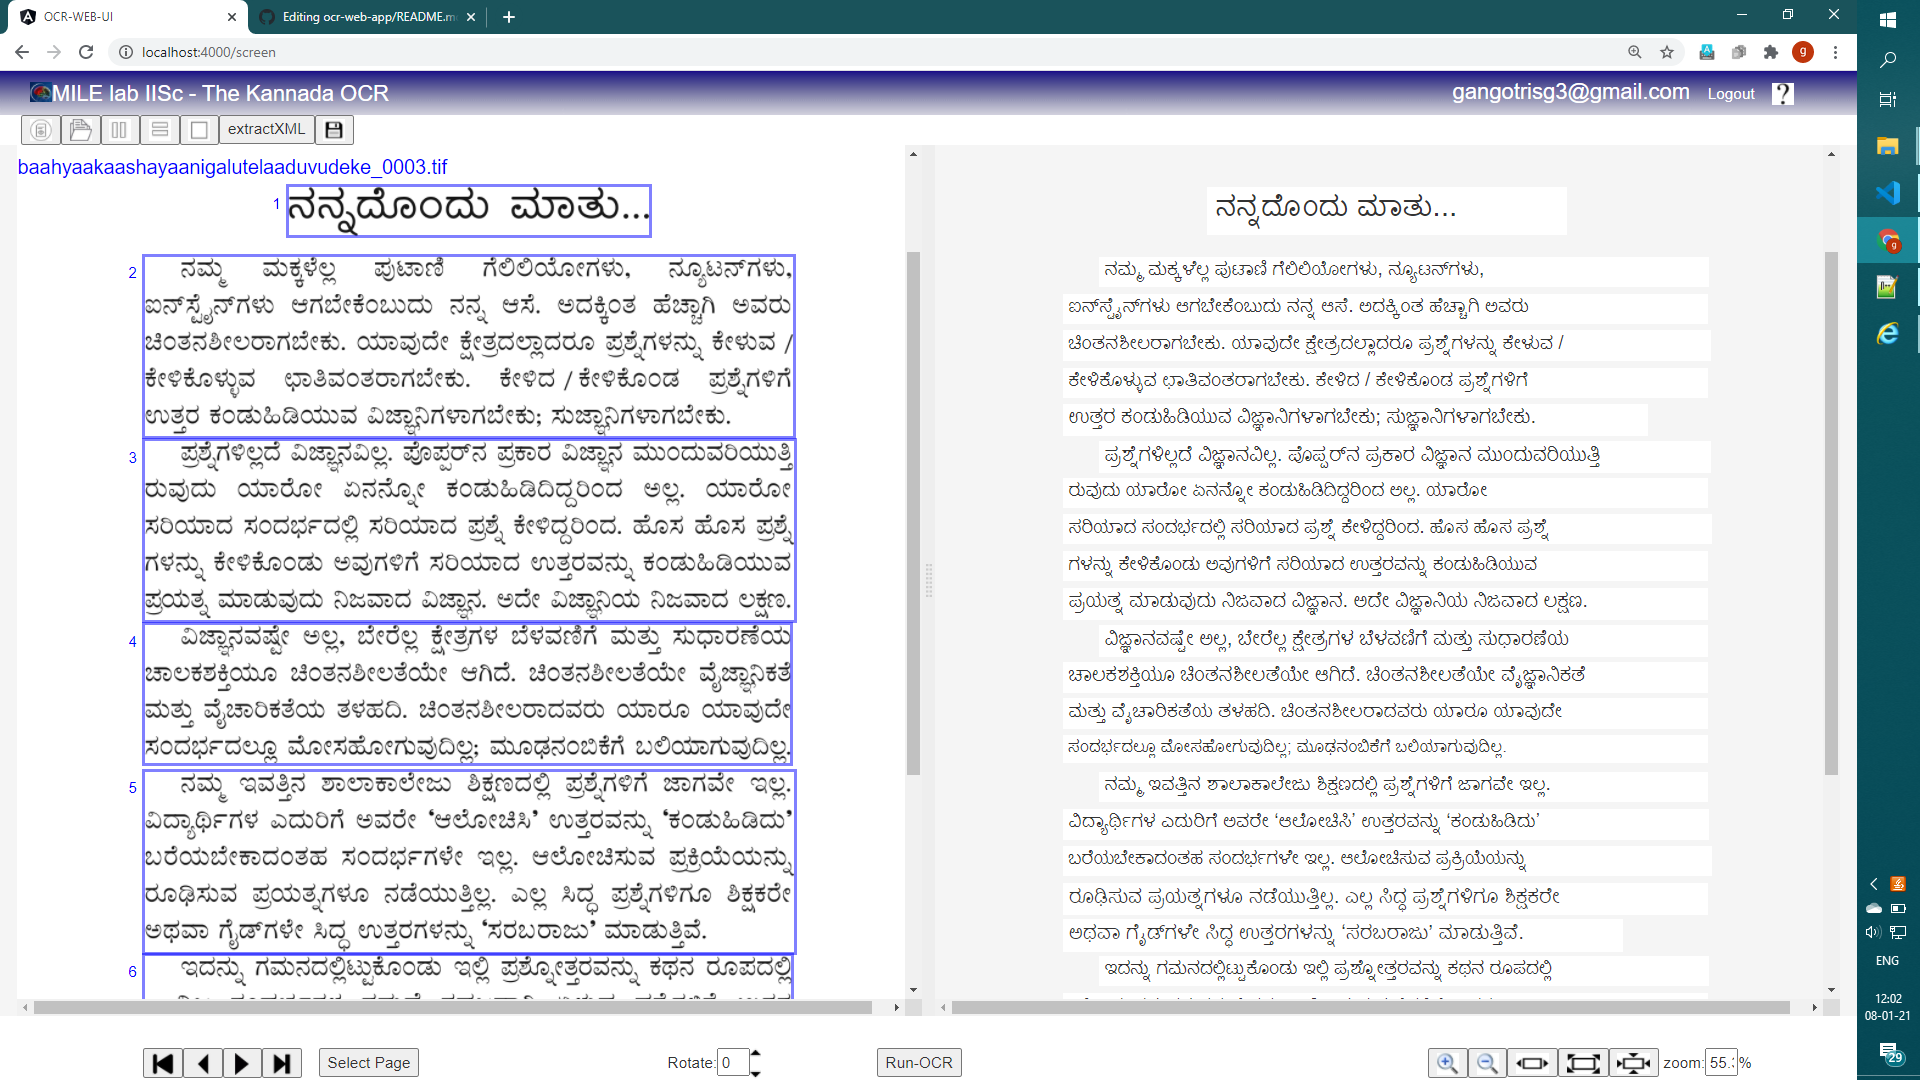 OCR-WEB-UI
Editing ocr-web-app/README.m
localhost:4000/screen
MILE lab IISc - The Kannada OCR
gangotrisg3@gmail.com Logout ?
extractXML
baahyaakaashayaanigalutelaaduvudeke_0003.tif
1 ನನ್ನದೊಂದು ಮಾತು...
2 ನಮ್ಮ ಮಕ್ಕಳೆಲ್ಲ ಪುಟಾಣಿ ಗೆಲಿಲಿಯೋಗಳು, ನ್ಯೂಟನ್‌ಗಳು,
ಐನ್‌ಸ್ಟೈನ್‌ಗಳು ಆಗಬೇಕೆಂಬುದು ನನ್ನ ಆಸೆ. ಅದಕ್ಕಿಂತ ಹೆಚ್ಚಾಗಿ ಅವರು
ಚಿಂತನಶೀಲರಾಗಬೇಕು. ಯಾವುದೇ ಕ್ಷೇತ್ರದಲ್ಲಾದರೂ ಪ್ರಶ್ನೆಗಳನ್ನು ಕೇಳುವ /
ಕೇಳಿಕೊಳ್ಳುವ ಛಾತಿವಂತರಾಗಬೇಕು. ಕೇಳಿದ / ಕೇಳಿಕೊಂಡ ಪ್ರಶ್ನೆಗಳಿಗೆ
ಉತ್ತರ ಕಂಡುಹಿಡಿಯುವ ವಿಜ್ಞಾನಿಗಳಾಗಬೇಕು; ಸುಜ್ಞಾನಿಗಳಾಗಬೇಕು.
3 ಪ್ರಶ್ನೆಗಳಿಲ್ಲದೆ ವಿಜ್ಞಾನವಿಲ್ಲ. ಪೊಪ್ಪರ್‌ನ ಪ್ರಕಾರ ವಿಜ್ಞಾನ ಮುಂದುವರಿಯುತ್ತಿ
ರುವುದು ಯಾರೋ ಏನನ್ನೋ ಕಂಡುಹಿಡಿದಿದ್ದರಿಂದ ಅಲ್ಲ. ಯಾರೋ
ಸರಿಯಾದ ಸಂದರ್ಭದಲ್ಲಿ ಸರಿಯಾದ ಪ್ರಶ್ನೆ ಕೇಳಿದ್ದರಿಂದ. ಹೊಸ ಹೊಸ ಪ್ರಶ್ನೆ
ಗಳನ್ನು ಕೇಳಿಕೊಂಡು ಅವುಗಳಿಗೆ ಸರಿಯಾದ ಉತ್ತರವನ್ನು ಕಂಡುಹಿಡಿಯುವ
ಪ್ರಯತ್ನ ಮಾಡುವುದು ನಿಜವಾದ ವಿಜ್ಞಾನ. ಅದೇ ವಿಜ್ಞಾನಿಯ ನಿಜವಾದ ಲಕ್ಷಣ.
4 ವಿಜ್ಞಾನವಷ್ಟೇ ಅಲ್ಲ, ಬೇರೆಲ್ಲ ಕ್ಷೇತ್ರಗಳ ಬೆಳವಣಿಗೆ ಮತ್ತು ಸುಧಾರಣೆಯ
ಚಾಲಕಶಕ್ತಿಯೂ ಚಿಂತನಶೀಲತೆಯೇ ಆಗಿದೆ. ಚಿಂತನಶೀಲತೆಯೇ ವೈಜ್ಞಾನಿಕತೆ
ಮತ್ತು ವೈಚಾರಿಕತೆಯ ತಳಹದಿ. ಚಿಂತನಶೀಲರಾದವರು ಯಾರೂ ಯಾವುದೇ
ಸಂದರ್ಭದಲ್ಲೂ ಮೋಸಹೋಗುವುದಿಲ್ಲ; ಮೂಢನಂಬಿಕೆಗೆ ಬಲಿಯಾಗುವುದಿಲ್ಲ.
5 ನಮ್ಮ ಇವತ್ತಿನ ಶಾಲಾಕಾಲೇಜು ಶಿಕ್ಷಣದಲ್ಲಿ ಪ್ರಶ್ನೆಗಳಿಗೆ ಜಾಗವೇ ಇಲ್ಲ.
ವಿದ್ಯಾರ್ಥಿಗಳ ಎದುರಿಗೆ ಅವರೇ ‘ಆಲೋಚಿಸಿ’ ಉತ್ತರವನ್ನು ‘ಕಂಡುಹಿಡಿದು’
ಬರೆಯಬೇಕಾದಂತಹ ಸಂದರ್ಭಗಳೇ ಇಲ್ಲ. ಆಲೋಚಿಸುವ ಪ್ರಕ್ರಿಯೆಯನ್ನು
ರೂಢಿಸುವ ಪ್ರಯತ್ನಗಳೂ ನಡೆಯುತ್ತಿಲ್ಲ. ಎಲ್ಲ ಸಿದ್ಧ ಪ್ರಶ್ನೆಗಳಿಗೂ ಶಿಕ್ಷಕರೇ
ಅಥವಾ ಗೈಡ್‌ಗಳೇ ಸಿದ್ಧ ಉತ್ತರಗಳನ್ನು ‘ಸರಬರಾಜು’ ಮಾಡುತ್ತಿವೆ.
6 ಇದನ್ನು ಗಮನದಲ್ಲಿಟ್ಟುಕೊಂಡು ಇಲ್ಲಿ ಪ್ರಶ್ನೋತ್ತರವನ್ನು ಕಥನ ರೂಪದಲ್ಲಿ
ನನ್ನದೊಂದು ಮಾತು...
ನಮ್ಮ ಮಕ್ಕಳೆಲ್ಲ ಪುಟಾಣಿ ಗೆಲಿಲಿಯೋಗಳು, ನ್ಯೂಟನ್‌ಗಳು,
ಐನ್‌ಸ್ಟೈನ್‌ಗಳು ಆಗಬೇಕೆಂಬುದು ನನ್ನ ಆಸೆ. ಅದಕ್ಕಿಂತ ಹೆಚ್ಚಾಗಿ ಅವರು
ಚಿಂತನಶೀಲರಾಗಬೇಕು. ಯಾವುದೇ ಕ್ಷೇತ್ರದಲ್ಲಾದರೂ ಪ್ರಶ್ನೆಗಳನ್ನು ಕೇಳುವ /
ಕೇಳಿಕೊಳ್ಳುವ ಛಾತಿವಂತರಾಗಬೇಕು. ಕೇಳಿದ / ಕೇಳಿಕೊಂಡ ಪ್ರಶ್ನೆಗಳಿಗೆ
ಉತ್ತರ ಕಂಡುಹಿಡಿಯುವ ವಿಜ್ಞಾನಿಗಳಾಗಬೇಕು; ಸುಜ್ಞಾನಿಗಳಾಗಬೇಕು.
ಪ್ರಶ್ನೆಗಳಿಲ್ಲದೆ ವಿಜ್ಞಾನವಿಲ್ಲ. ಪೊಪ್ಪರ್‌ನ ಪ್ರಕಾರ ವಿಜ್ಞಾನ ಮುಂದುವರಿಯುತ್ತಿ
ರುವುದು ಯಾರೋ ಏನನ್ನೋ ಕಂಡುಹಿಡಿದಿದ್ದರಿಂದ ಅಲ್ಲ. ಯಾರೋ
ಸರಿಯಾದ ಸಂದರ್ಭದಲ್ಲಿ ಸರಿಯಾದ ಪ್ರಶ್ನೆ ಕೇಳಿದ್ದರಿಂದ. ಹೊಸ ಹೊಸ ಪ್ರಶ್ನೆ
ಗಳನ್ನು ಕೇಳಿಕೊಂಡು ಅವುಗಳಿಗೆ ಸರಿಯಾದ ಉತ್ತರವನ್ನು ಕಂಡುಹಿಡಿಯುವ
ಪ್ರಯತ್ನ ಮಾಡುವುದು ನಿಜವಾದ ವಿಜ್ಞಾನ. ಅದೇ ವಿಜ್ಞಾನಿಯ ನಿಜವಾದ ಲಕ್ಷಣ.
ವಿಜ್ಞಾನವಷ್ಟೇ ಅಲ್ಲ, ಬೇರೆಲ್ಲ ಕ್ಷೇತ್ರಗಳ ಬೆಳವಣಿಗೆ ಮತ್ತು ಸುಧಾರಣೆಯ
ಚಾಲಕಶಕ್ತಿಯೂ ಚಿಂತನಶೀಲತೆಯೇ ಆಗಿದೆ. ಚಿಂತನಶೀಲತೆಯೇ ವೈಜ್ಞಾನಿಕತೆ
ಮತ್ತು ವೈಚಾರಿಕತೆಯ ತಳಹದಿ. ಚಿಂತನಶೀಲರಾದವರು ಯಾರೂ ಯಾವುದೇ
ಸಂದರ್ಭದಲ್ಲೂ ಮೋಸಹೋಗುವುದಿಲ್ಲ; ಮೂಢನಂಬಿಕೆಗೆ ಬಲಿಯಾಗುವುದಿಲ್ಲ.
ನಮ್ಮ ಇವತ್ತಿನ ಶಾಲಾಕಾಲೇಜು ಶಿಕ್ಷಣದಲ್ಲಿ ಪ್ರಶ್ನೆಗಳಿಗೆ ಜಾಗವೇ ಇಲ್ಲ.
ವಿದ್ಯಾರ್ಥಿಗಳ ಎದುರಿಗೆ ಅವರೇ ‘ಆಲೋಚಿಸಿ’ ಉತ್ತರವನ್ನು ‘ಕಂಡುಹಿಡಿದು’
ಬರೆಯಬೇಕಾದಂತಹ ಸಂದರ್ಭಗಳೇ ಇಲ್ಲ. ಆಲೋಚಿಸುವ ಪ್ರಕ್ರಿಯೆಯನ್ನು
ರೂಢಿಸುವ ಪ್ರಯತ್ನಗಳೂ ನಡೆಯುತ್ತಿಲ್ಲ. ಎಲ್ಲ ಸಿದ್ಧ ಪ್ರಶ್ನೆಗಳಿಗೂ ಶಿಕ್ಷಕರೇ
ಅಥವಾ ಗೈಡ್‌ಗಳೇ ಸಿದ್ಧ ಉತ್ತರಗಳನ್ನು ‘ಸರಬರಾಜು’ ಮಾಡುತ್ತಿವೆ.
ಇದನ್ನು ಗಮನದಲ್ಲಿಟ್ಟುಕೊಂಡು ಇಲ್ಲಿ ಪ್ರಶ್ನೋತ್ತರವನ್ನು ಕಥನ ರೂಪದಲ್ಲಿ
Select Page Rotate: 0 Run-OCR zoom: 55. %
ENG
12:02
08-01-21
29